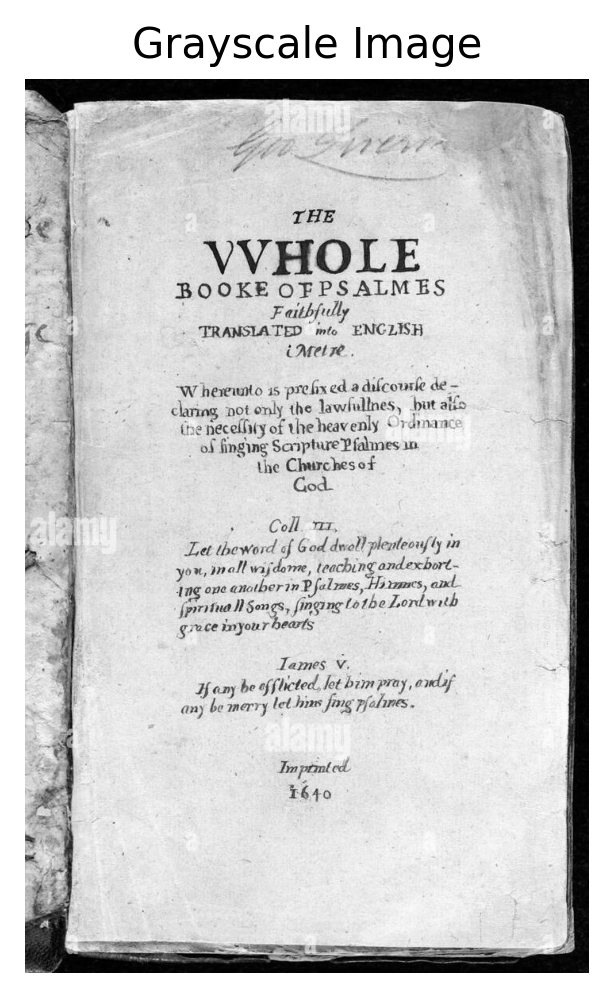 Grayscale Image
alamy
Geo
THE
VVHOLE
BOOKE OF PSALMES
Faithfully
TRANSLATED into ENGLISH
Metre.
Whereunto is prefixed a discourse de-
claring not only the lawfullnes, but also
the necessity of the heavenly Ordinance
of singing Scripture Psalmes in
the Churches of
God.
Coll. III.
Let the word of God dwell plenteously in
you, in all wisdome, teaching and exhort-
ing one another in Psalmes, Himnes, and
spirituall Songs, singing to the Lord with
grace in your hearts
Iames V.
If any be afflicted, let him pray, and if
any be merry let him sing psalmes.
Imprinted
1640
alamy